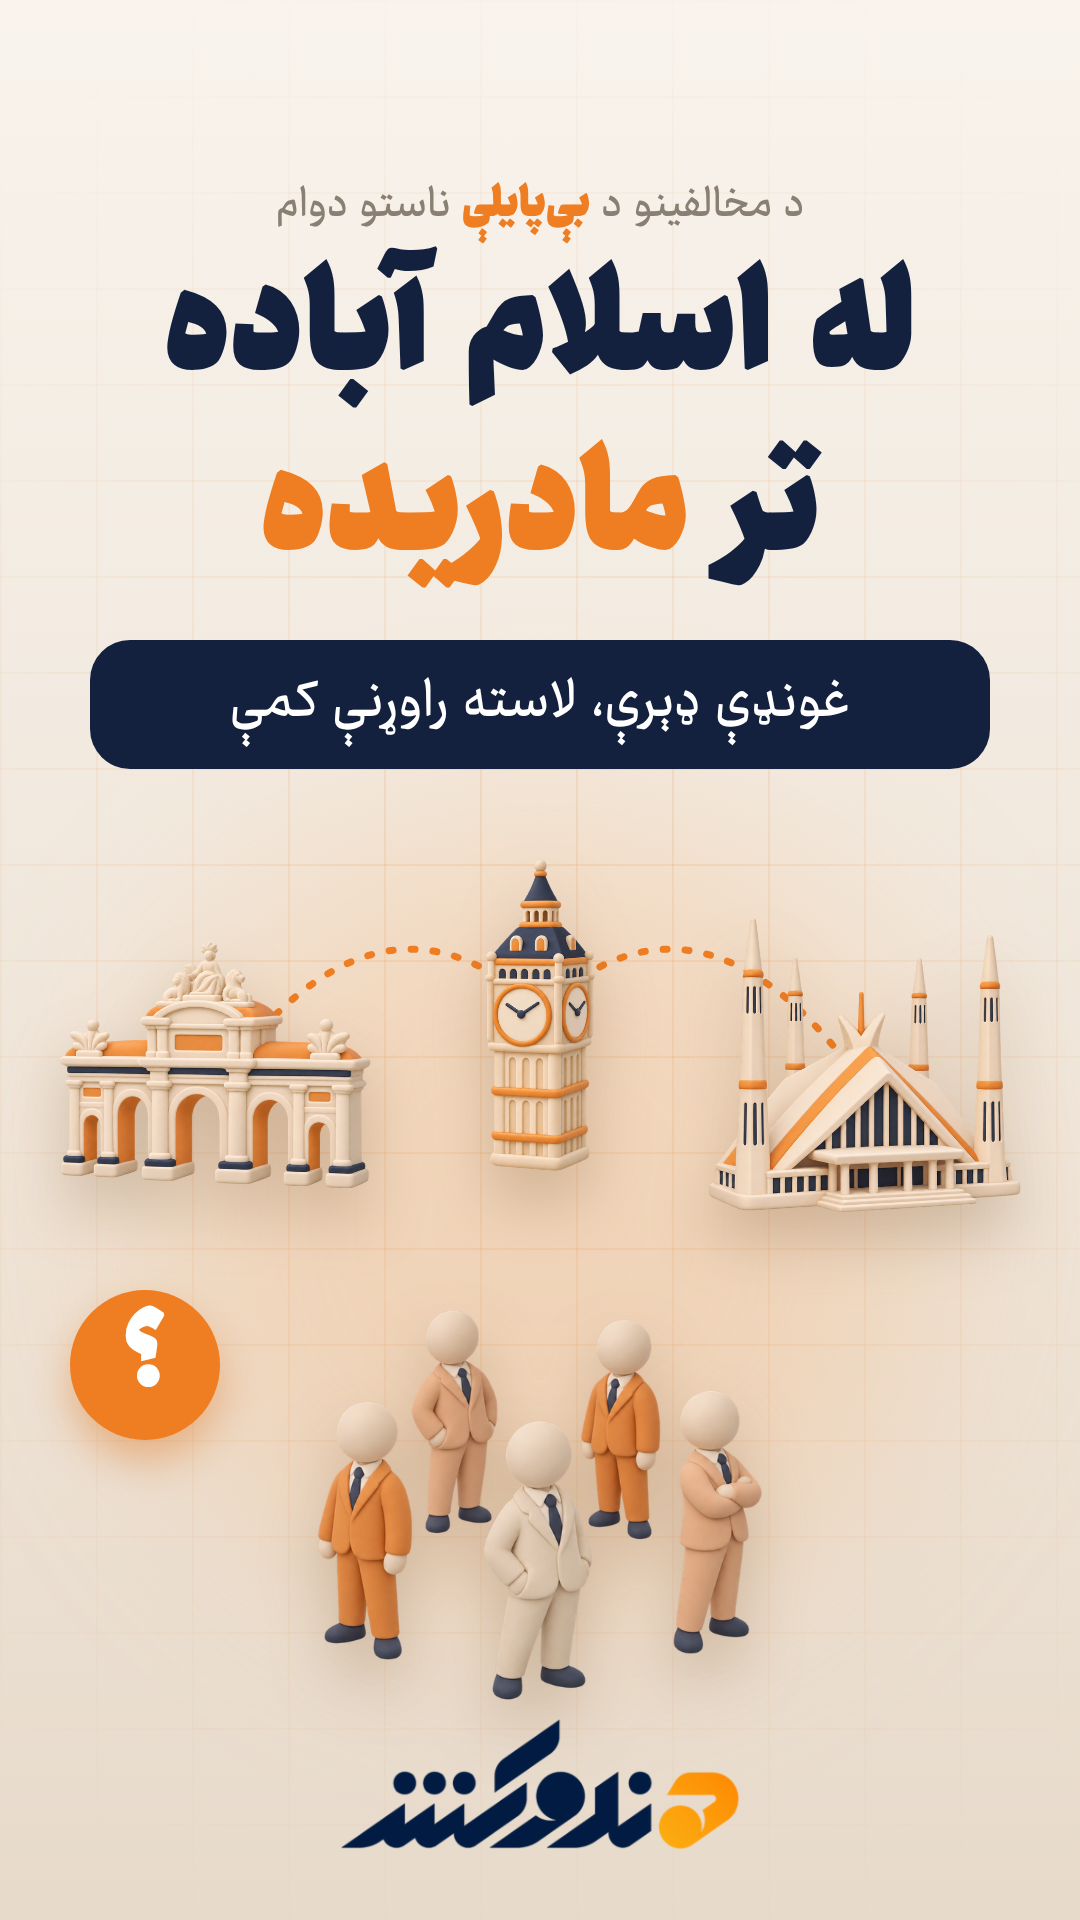 د مخالفینو د بې‌پایلې ناستو دوام
له اسلام آباده
تر مادریده
غونډې ډېرې، لاسته راوړنې کمې
؟